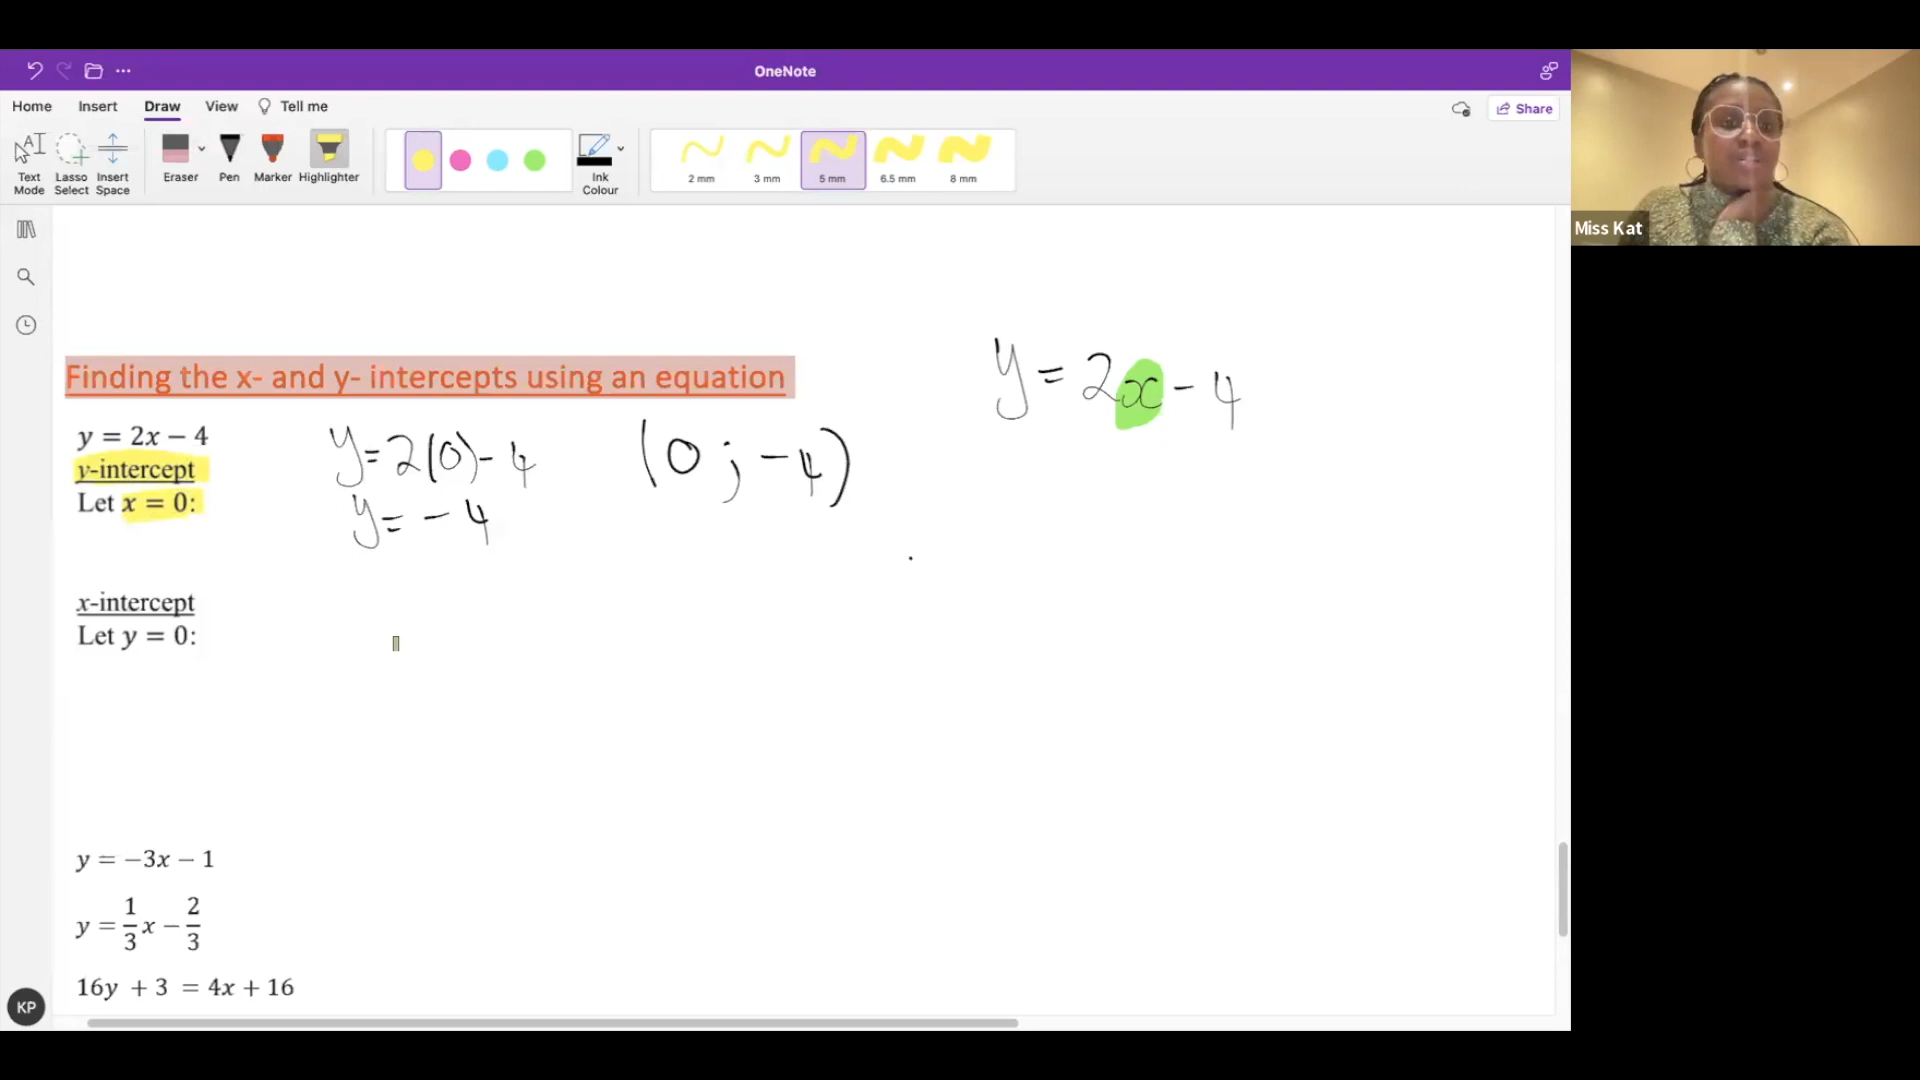 OneNote
Home Insert Draw View Tell me
Share
Text Mode Lasso Select Insert Space Eraser Pen Marker Highlighter Ink Colour 2 mm 3 mm 5 mm 6.5 mm 8 mm
Miss Kat
y = 2x - 4
Finding the x- and y- intercepts using an equation
y = 2x − 4
y-intercept
Let x = 0:
y = 2(0) - 4
(0 ; -4)
y = - 4
x-intercept
Let y = 0:
y = −3x − 1
y = 1/3 x − 2/3
16y + 3 = 4x + 16
KP